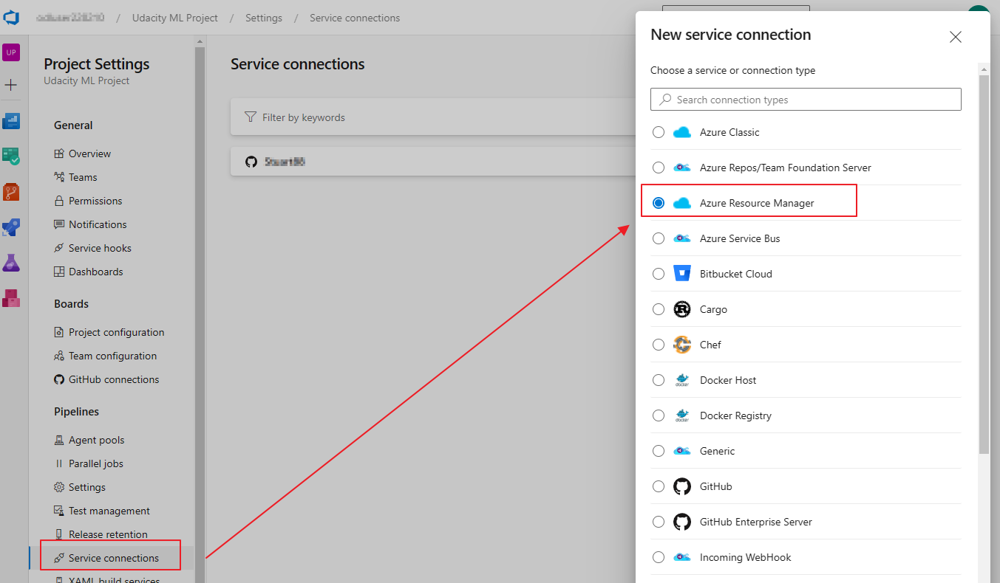 / Udacity ML Project / Settings / Service connections
UP
Project Settings
Udacity ML Project
General
Overview
Teams
Permissions
Notifications
Service hooks
Dashboards
Boards
Project configuration
Team configuration
GitHub connections
Pipelines
Agent pools
Parallel jobs
Settings
Test management
Release retention
Service connections
XAML build services
Service connections
Filter by keywords
New service connection
Choose a service or connection type
Search connection types
Azure Classic
Azure Repos/Team Foundation Server
Azure Resource Manager
Azure Service Bus
Bitbucket Cloud
Cargo
Chef
docker Docker Host
docker Docker Registry
Generic
GitHub
GitHub Enterprise Server
Incoming WebHook